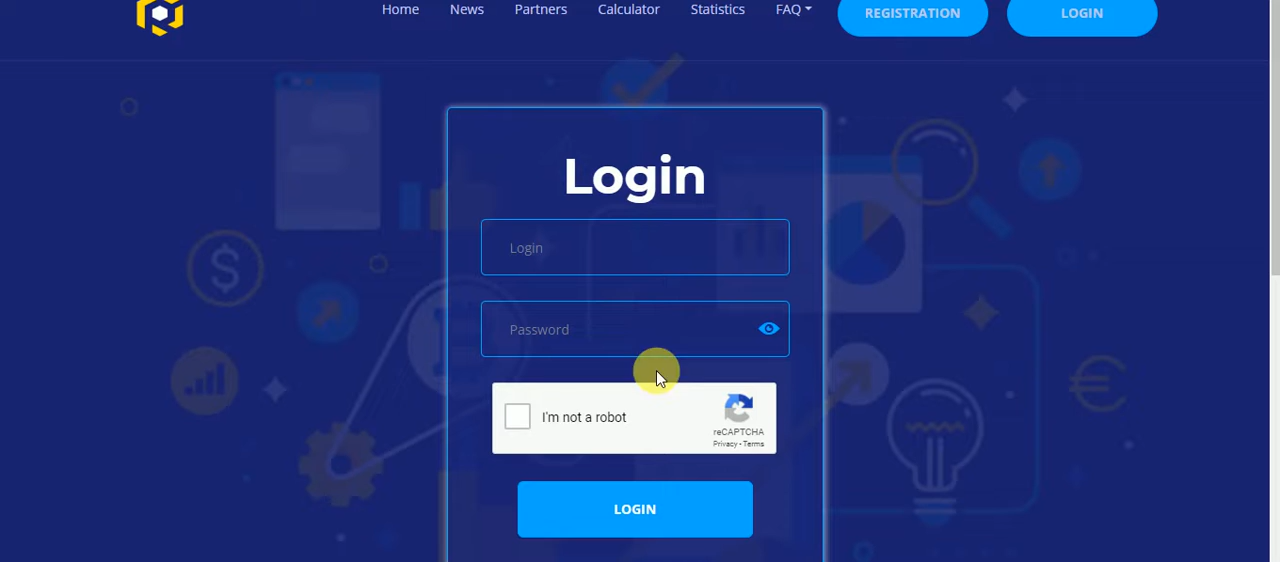 Home News Partners Calculator Statistics FAQ REGISTRATION LOGIN
Login
Login
Password
I'm not a robot
reCAPTCHA
Privacy - Terms
LOGIN